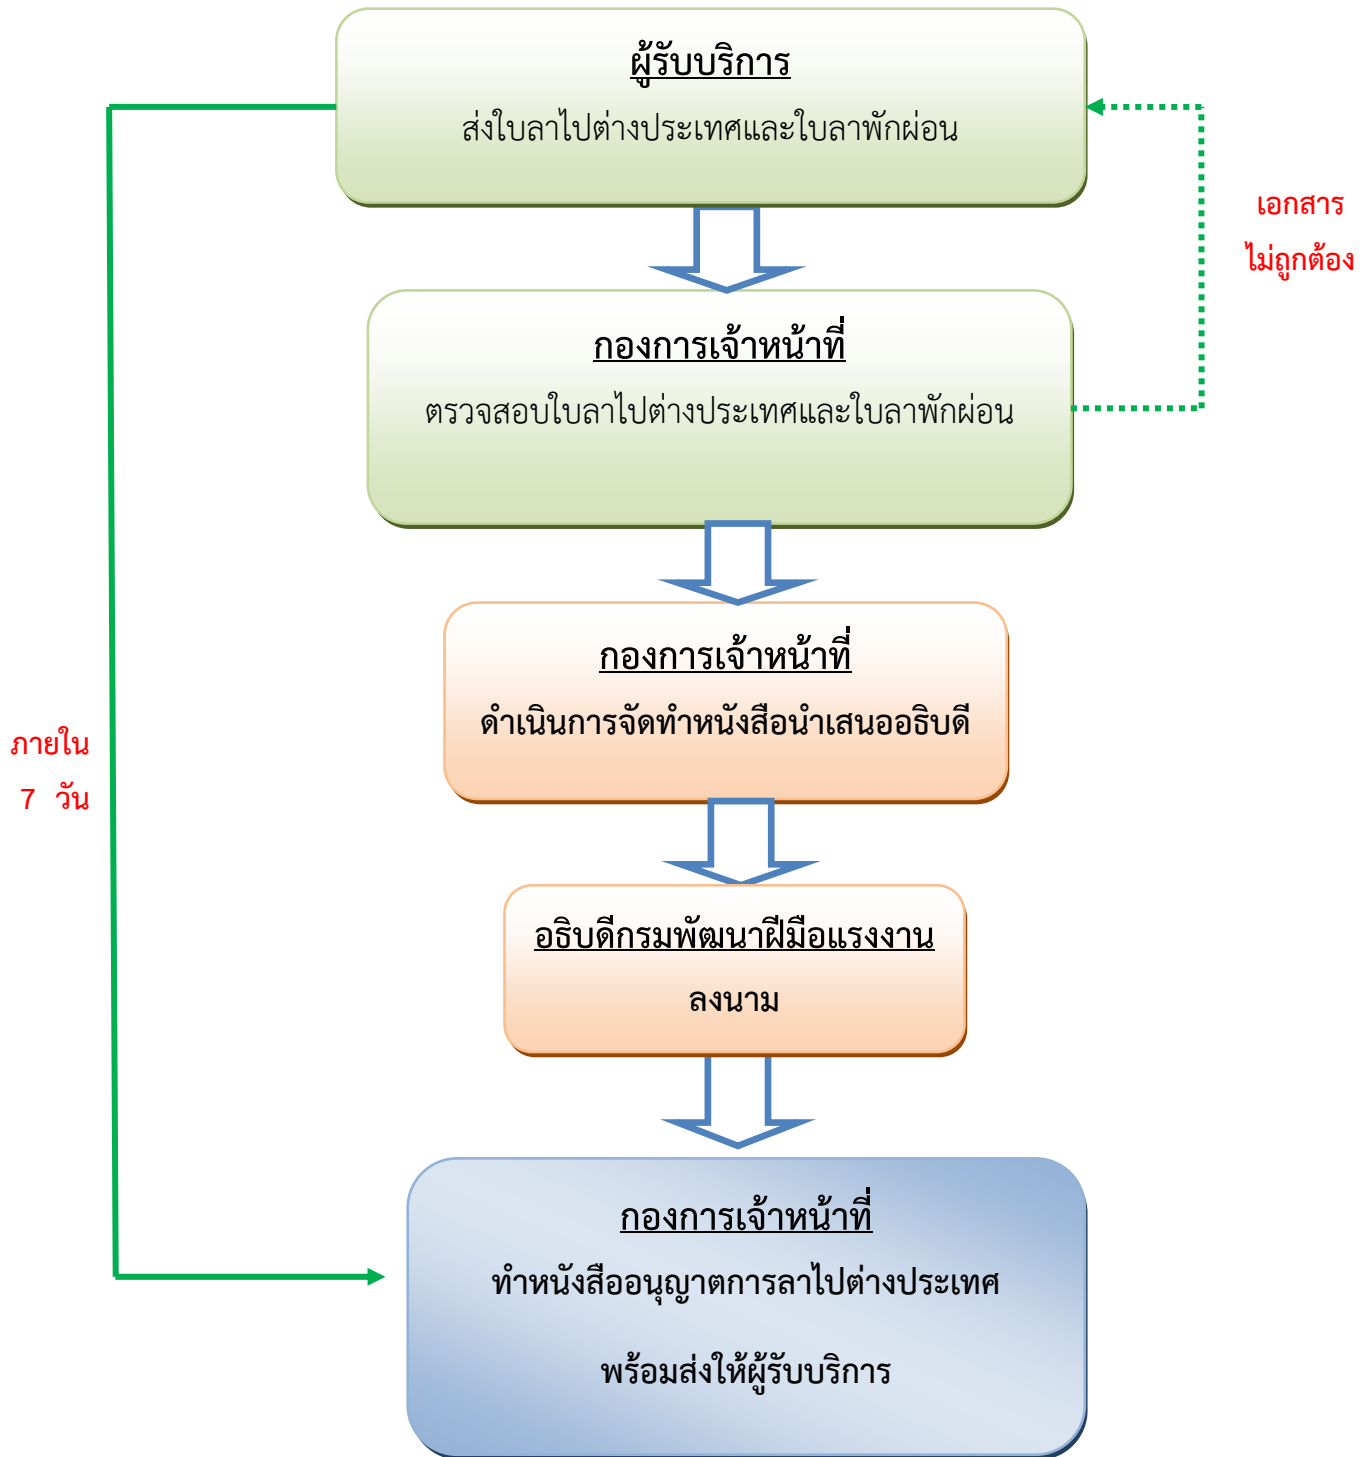 ผู้รับบริการ
ส่งใบลาไปต่างประเทศและใบลาพักผ่อน
เอกสาร
ไม่ถูกต้อง
กองการเจ้าหน้าที่
ตรวจสอบใบลาไปต่างประเทศและใบลาพักผ่อน
กองการเจ้าหน้าที่
ดำเนินการจัดทำหนังสือนำเสนออธิบดี
ภายใน
7 วัน
อธิบดีกรมพัฒนาฝีมือแรงงาน
ลงนาม
กองการเจ้าหน้าที่
ทำหนังสืออนุญาตการลาไปต่างประเทศ
พร้อมส่งให้ผู้รับบริการ